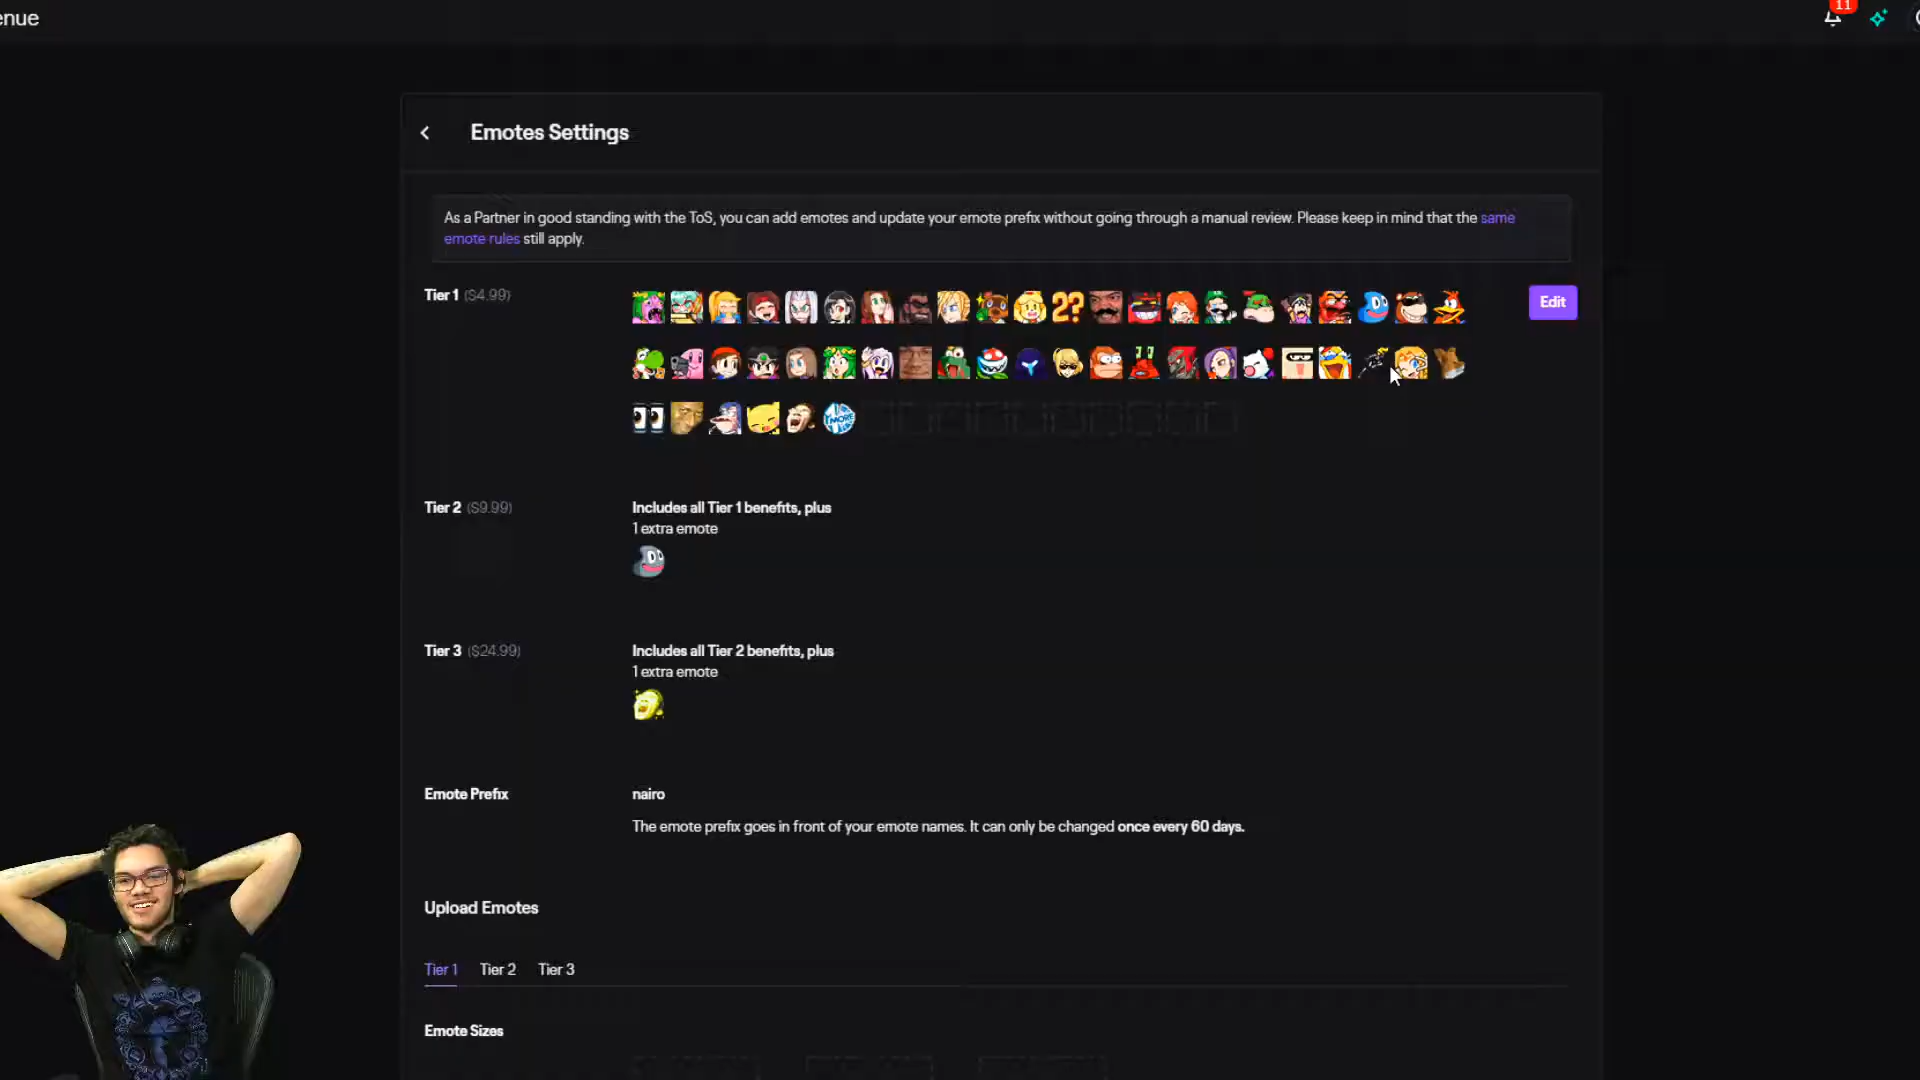 enue
11
Emotes Settings
As a Partner in good standing with the ToS, you can add emotes and update your emote prefix without going through a manual review. Please keep in mind that the same
emote rules still apply.
Tier 1 ($4.99)
2?
Edit
MORE
Tier 2 ($9.99)
Includes all Tier 1 benefits, plus
1 extra emote
Tier 3 ($24.99)
Includes all Tier 2 benefits, plus
1 extra emote
Emote Prefix
nairo
The emote prefix goes in front of your emote names. It can only be changed once every 60 days.
Upload Emotes
Tier 1 Tier 2 Tier 3
Emote Sizes